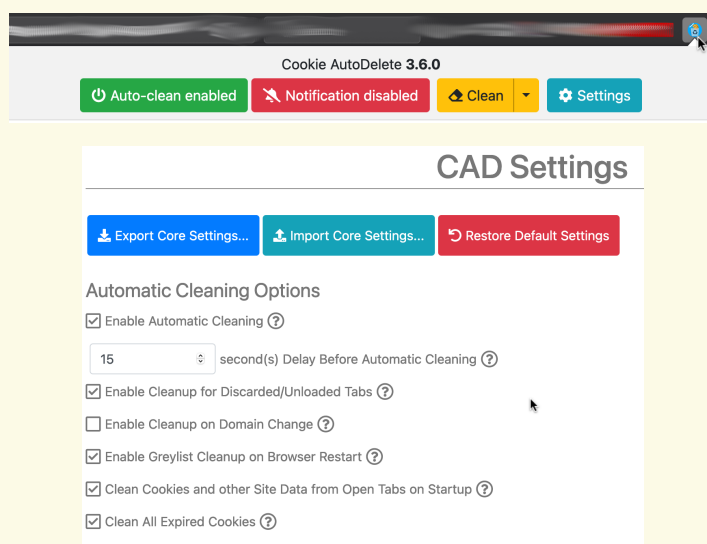 Cookie AutoDelete 3.6.0
Auto-clean enabled Notification disabled Clean Settings
CAD Settings
Export Core Settings... Import Core Settings... Restore Default Settings
Automatic Cleaning Options
Enable Automatic Cleaning ?
15 second(s) Delay Before Automatic Cleaning ?
Enable Cleanup for Discarded/Unloaded Tabs ?
Enable Cleanup on Domain Change ?
Enable Greylist Cleanup on Browser Restart ?
Clean Cookies and other Site Data from Open Tabs on Startup ?
Clean All Expired Cookies ?